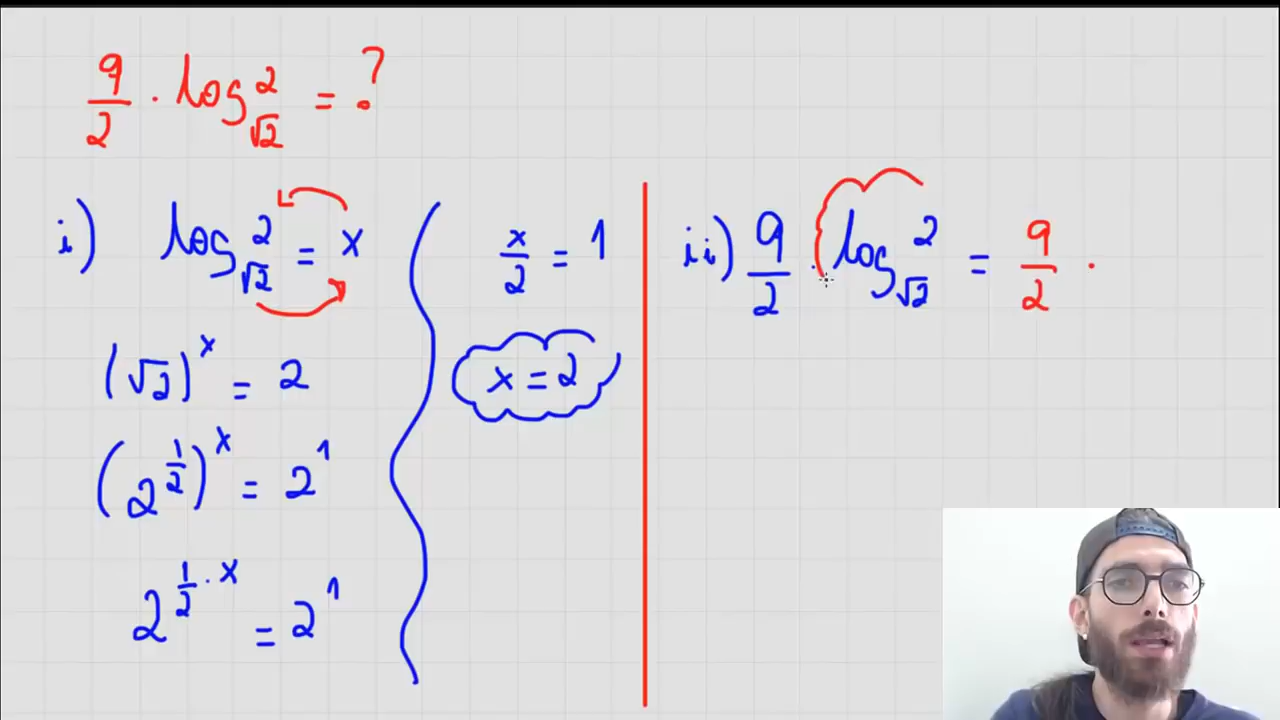 9/2 · log_√2 2 = ?
i) log_√2 2 = x
(√2)^x = 2
(2^(1/2))^x = 2^1
2^(1/2 · x) = 2^1
x/2 = 1
x = 2
ii) 9/2 · log_√2 2 = 9/2 ·